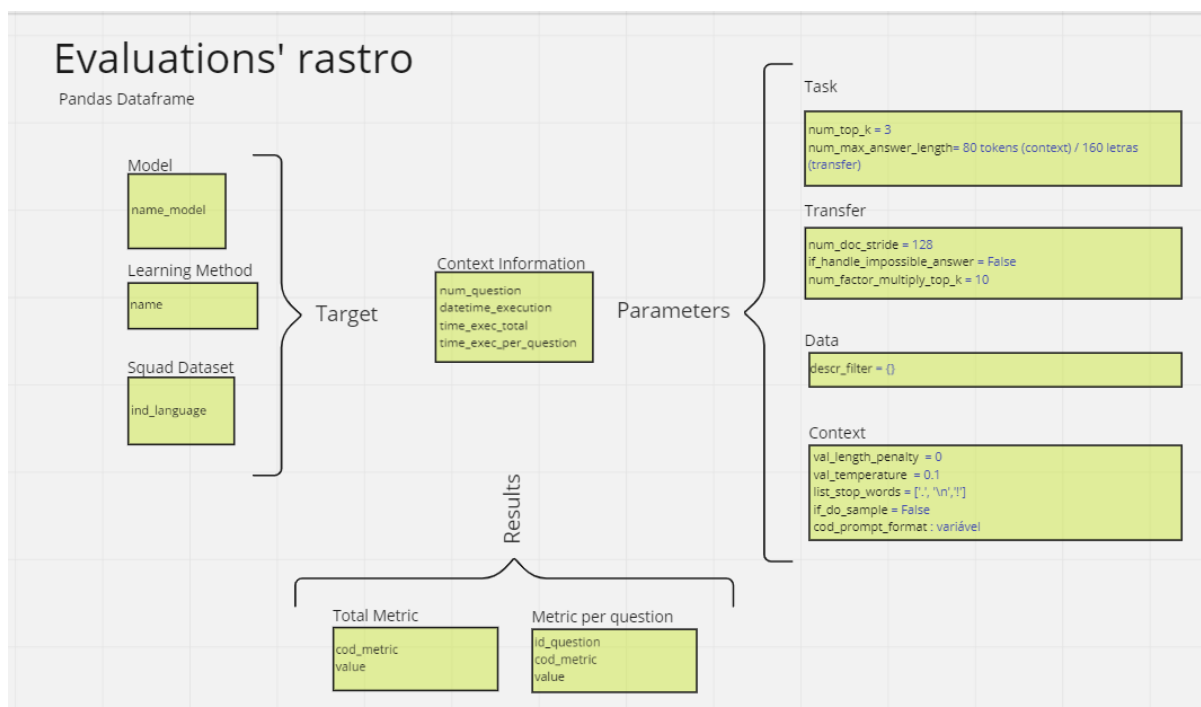 Evaluations' rastro
Pandas Dataframe
Model
name_model
Learning Method
name
Squad Dataset
ind_language
Target
Context Information
num_question
datetime_execution
time_exec_total
time_exec_per_question
Parameters
Task
num_top_k = 3
num_max_answer_length= 80 tokens (context) / 160 letras
(transfer)
Transfer
num_doc_stride = 128
if_handle_impossible_answer = False
num_factor_multiply_top_k = 10
Data
descr_filter = {}
Context
val_length_penalty = 0
val_temperature = 0.1
list_stop_words = ['.', '\n','!']
if_do_sample = False
cod_prompt_format : variável
Results
Total Metric
cod_metric
value
Metric per question
id_question
cod_metric
value